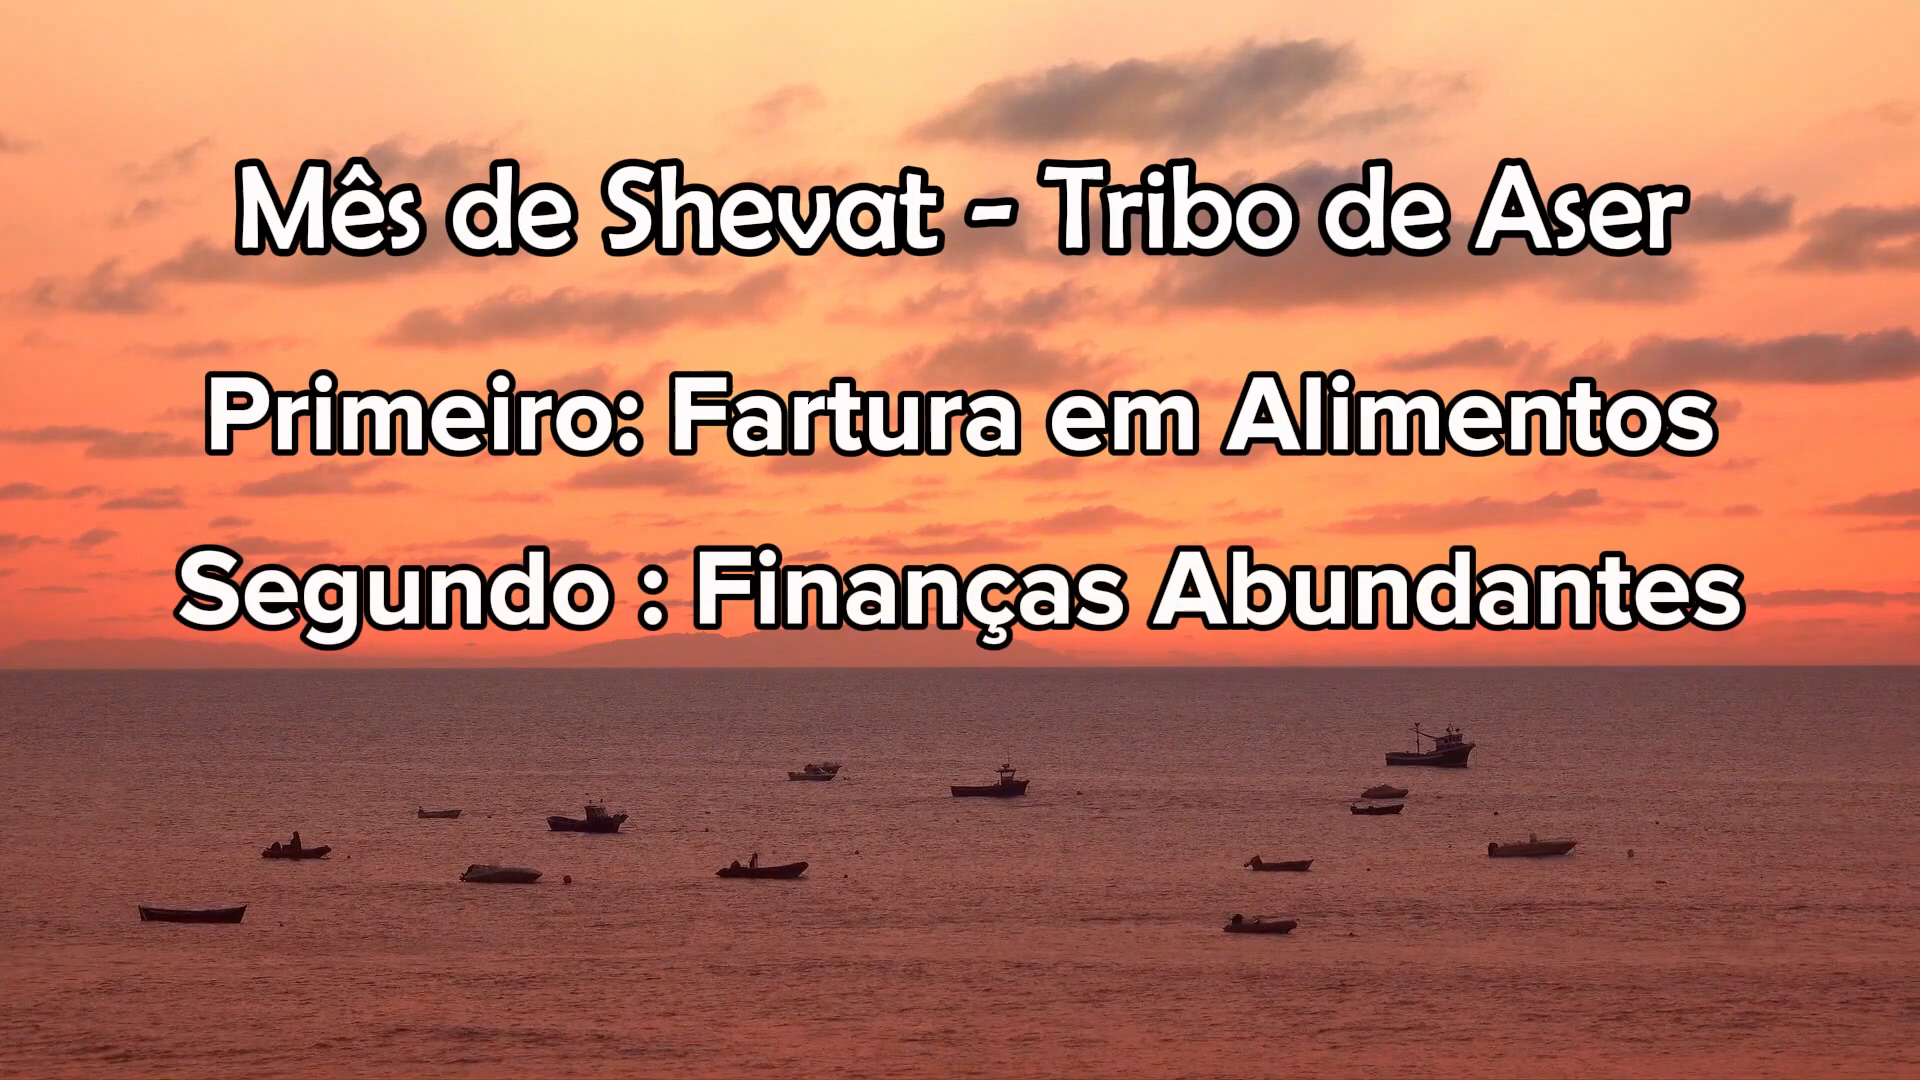 Mês de Shevat - Tribo de Aser
Primeiro: Fartura em Alimentos
Segundo : Finanças Abundantes